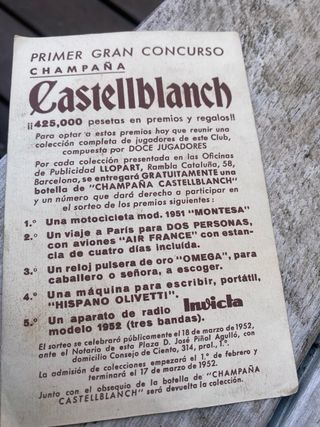 PRIMER GRAN CONCURSO
CHAMPAÑA
Castellblanch
¡¡425,000 pesetas en premios y regalos!!
Para optar a estos premios hay que reunir una
colección completa de jugadores de este Club,
compuesta por DOCE JUGADORES
Por cada colección presentada en las Oficinas
de Publicidad LLOPART, Rambla Cataluña, 58,
Barcelona, se entregará GRATUITAMENTE una
botella de "CHAMPAÑA CASTELLBLANCH"
y un número que dará derecho a participar en
el sorteo de los premios siguientes:
1.º Una motocicleta mod. 1951 "MONTESA"
2.º Un viaje a París para DOS PERSONAS,
con aviones "AIR FRANCE" con estan-
cia de cuatro días incluída.
3.º Un reloj pulsera de oro "OMEGA", para
caballero o señora, a escoger.
4.º Una máquina para escribir, portátil,
"HISPANO OLIVETTI".
5.º Un aparato de radio Invicta
modelo 1952 (tres bandas).
El sorteo se celebrará públicamente el 18 de marzo de 1952,
ante el Notario de esta Plaza D. José Piñol Agulló, con
domicilio Consejo de Ciento, 314, pral., 1.ª.
La admisión de colecciones empezará el 1.º de febrero y
terminará el 17 de marzo de 1952.
Junto con el obsequio de la botella de "CHAMPAÑA
CASTELLBLANCH" será devuelta la colección.